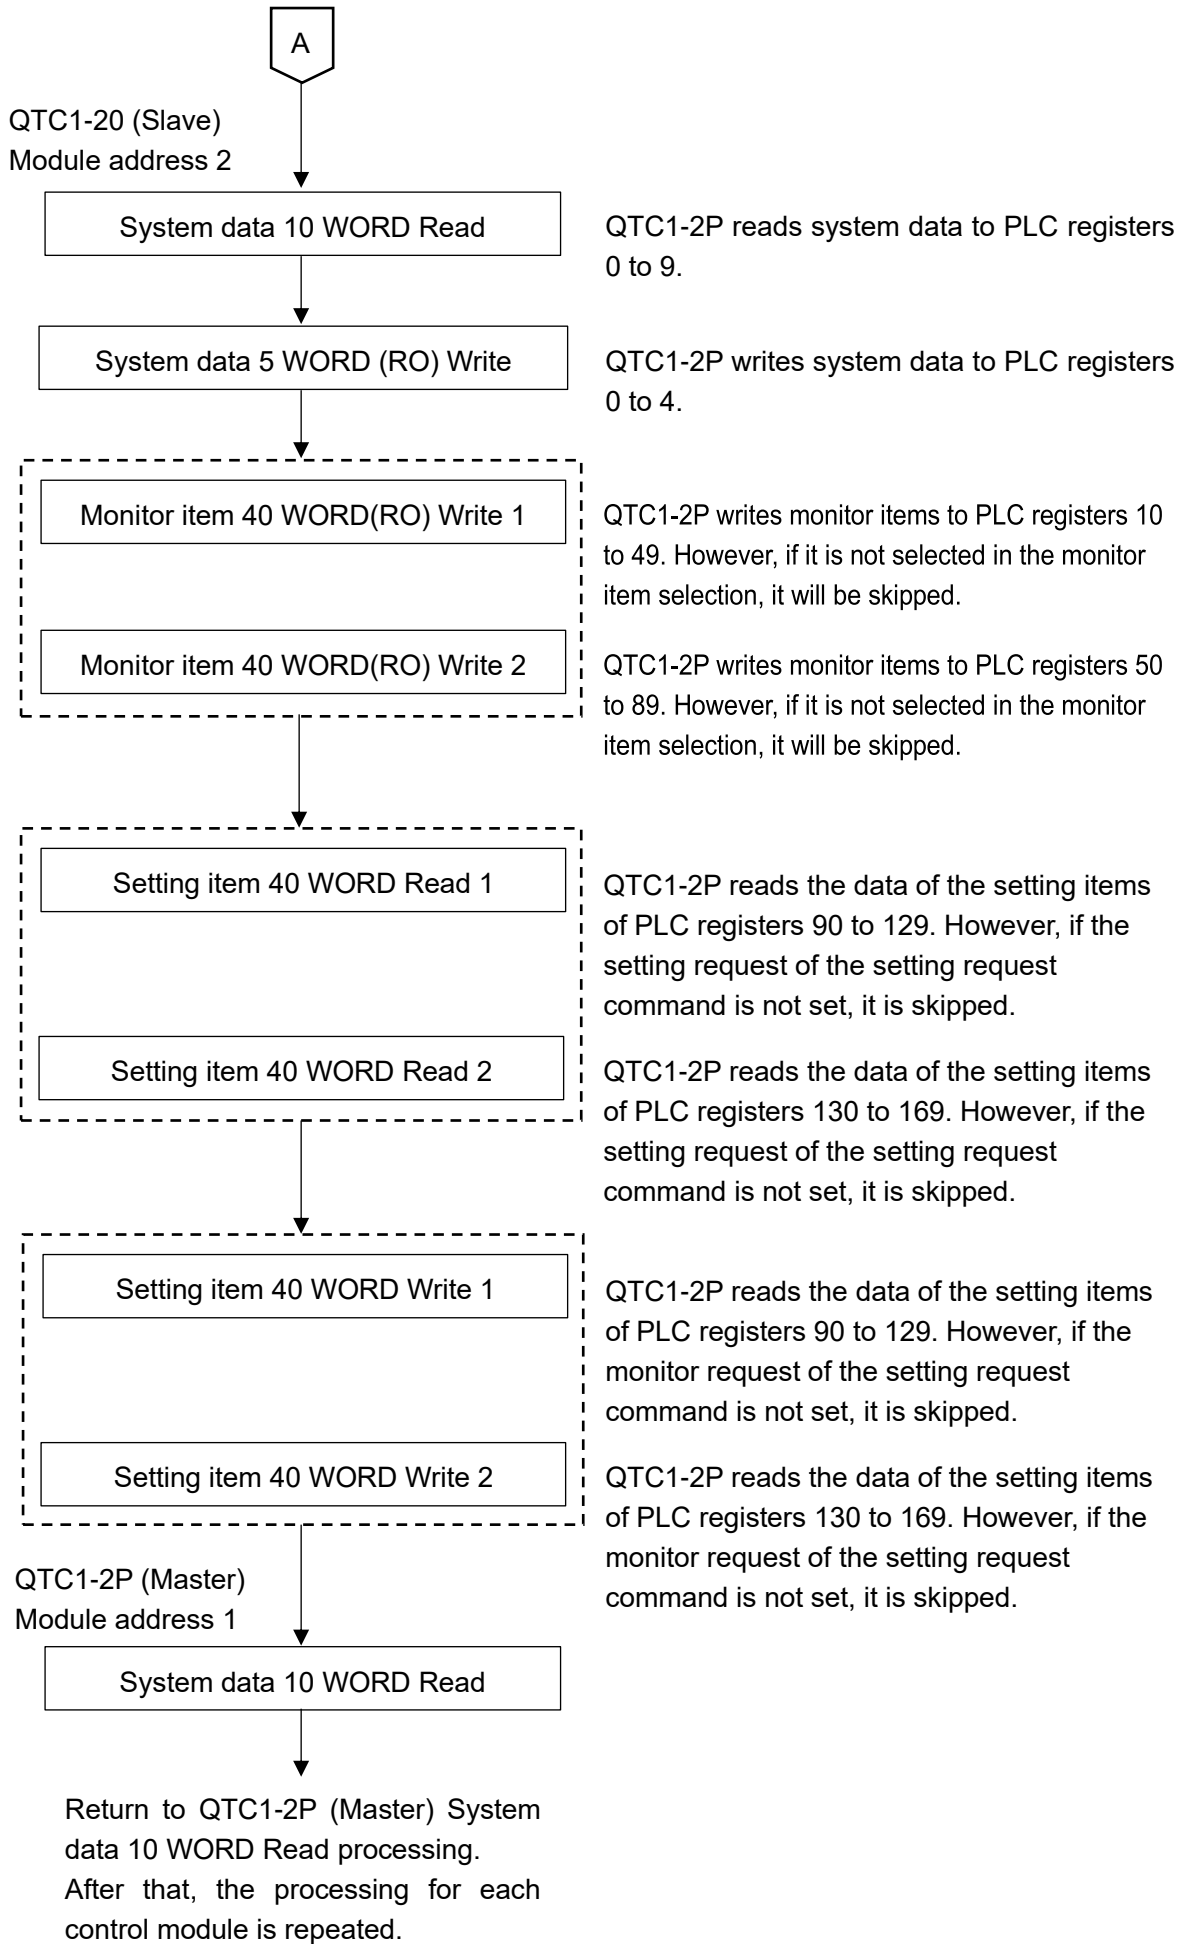 A
QTC1-20 (Slave)
Module address 2
System data 10 WORD Read
QTC1-2P reads system data to PLC registers
0 to 9.
System data 5 WORD (RO) Write
QTC1-2P writes system data to PLC registers
0 to 4.
Monitor item 40 WORD(RO) Write 1
QTC1-2P writes monitor items to PLC registers 10
to 49. However, if it is not selected in the monitor
item selection, it will be skipped.
Monitor item 40 WORD(RO) Write 2
QTC1-2P writes monitor items to PLC registers 50
to 89. However, if it is not selected in the monitor
item selection, it will be skipped.
Setting item 40 WORD Read 1
QTC1-2P reads the data of the setting items
of PLC registers 90 to 129. However, if the
setting request of the setting request
command is not set, it is skipped.
Setting item 40 WORD Read 2
QTC1-2P reads the data of the setting items
of PLC registers 130 to 169. However, if the
setting request of the setting request
command is not set, it is skipped.
Setting item 40 WORD Write 1
QTC1-2P reads the data of the setting items
of PLC registers 90 to 129. However, if the
monitor request of the setting request
command is not set, it is skipped.
Setting item 40 WORD Write 2
QTC1-2P reads the data of the setting items
of PLC registers 130 to 169. However, if the
monitor request of the setting request
command is not set, it is skipped.
QTC1-2P (Master)
Module address 1
System data 10 WORD Read
Return to QTC1-2P (Master) System
data 10 WORD Read processing.
After that, the processing for each
control module is repeated.